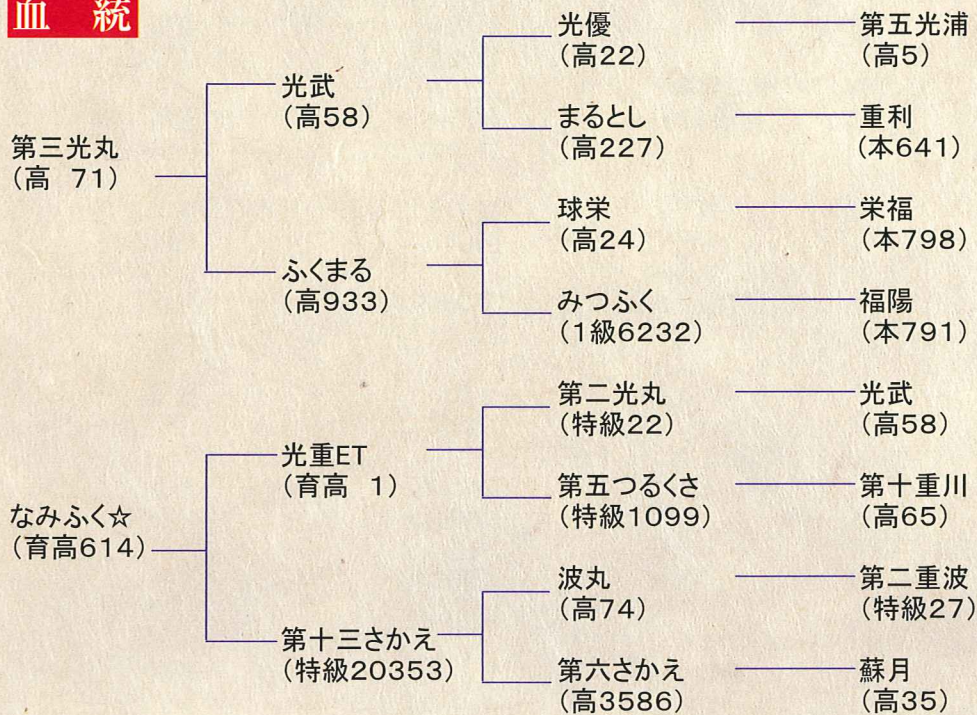 血統
第三光丸
(高 71)
光武
(高58)
光優
(高22)
第五光浦
(高5)
まるとし
(高227)
重利
(本641)
ふくまる
(高933)
球栄
(高24)
栄福
(本798)
みつふく
(1級6232)
福陽
(本791)
なみふく☆
(育高614)
光重ET
(育高 1)
第二光丸
(特級22)
光武
(高58)
第五つるくさ
(特級1099)
第十重川
(高65)
第十三さかえ
(特級20353)
波丸
(高74)
第二重波
(特級27)
第六さかえ
(高3586)
蘇月
(高35)